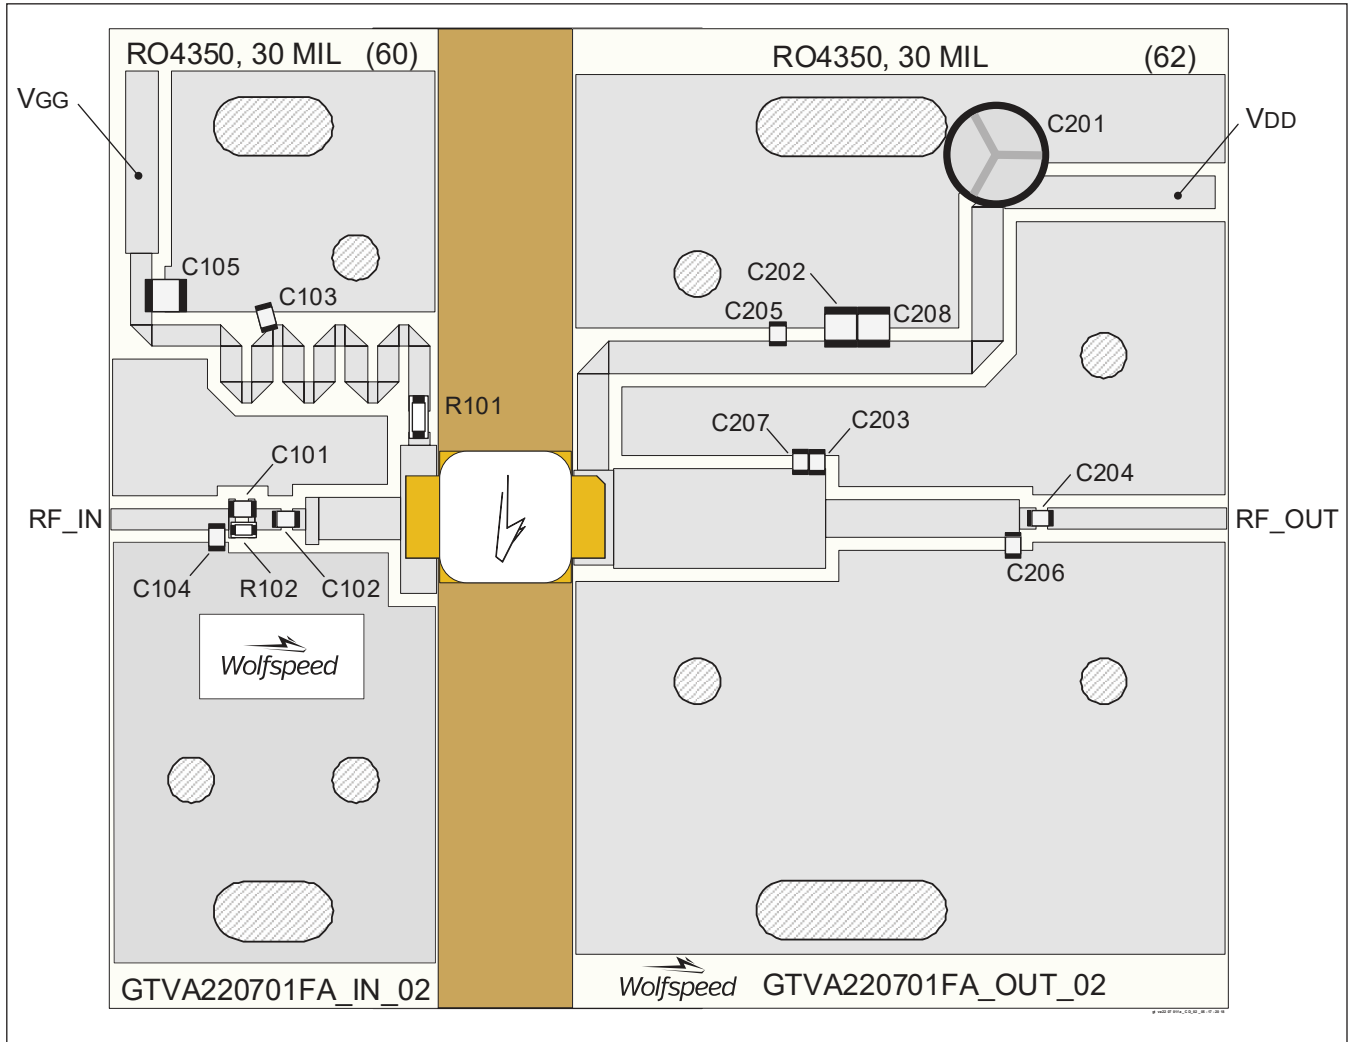 RO4350, 30 MIL (60)
RO4350, 30 MIL (62)
VGG
C201
VDD
C105
C103
C202
C205
C208
R101
C207
C203
C101
C204
RF_IN
RF_OUT
C104
R102
C102
C206
Wolfspeed
GTVA220701FA_IN_02
Wolfspeed
GTVA220701FA_OUT_02